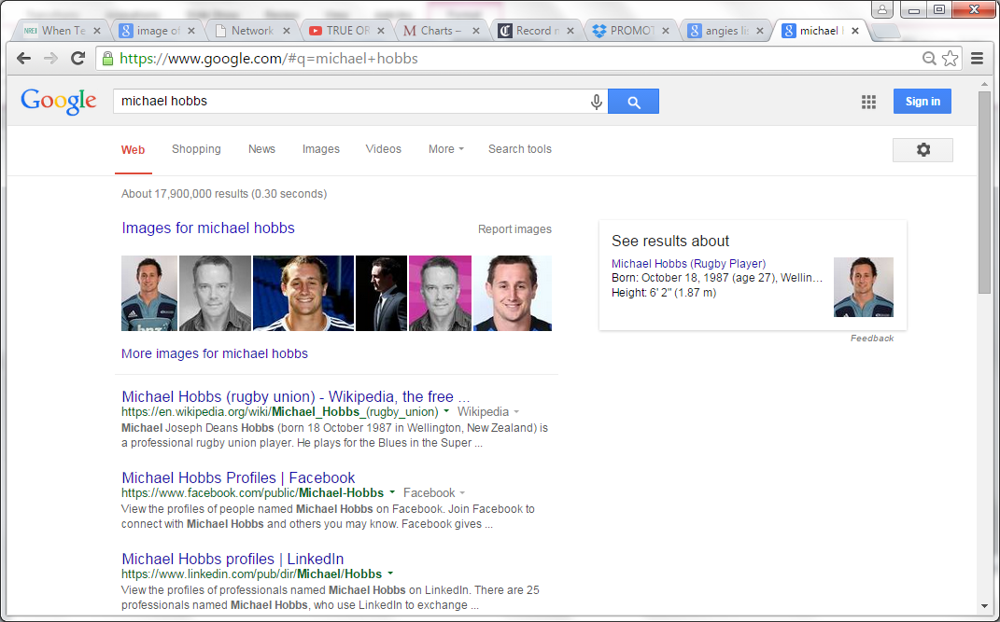 When Te
image of
Network
TRUE OR
Charts –
Record n
PROMOT
angies lis
michael
https://www.google.com/#q=michael+hobbs
Google
michael hobbs
Sign in
Web Shopping News Images Videos More Search tools
About 17,900,000 results (0.30 seconds)
Images for michael hobbs
Report images
More images for michael hobbs
Michael Hobbs (rugby union) - Wikipedia, the free ...
https://en.wikipedia.org/wiki/Michael_Hobbs_(rugby_union) Wikipedia
Michael Joseph Deans Hobbs (born 18 October 1987 in Wellington, New Zealand) is
a professional rugby union player. He plays for the Blues in the Super ...
Michael Hobbs Profiles | Facebook
https://www.facebook.com/public/Michael-Hobbs Facebook
View the profiles of people named Michael Hobbs on Facebook. Join Facebook to
connect with Michael Hobbs and others you may know. Facebook gives ...
Michael Hobbs profiles | LinkedIn
https://www.linkedin.com/pub/dir/Michael/Hobbs
View the profiles of professionals named Michael Hobbs on LinkedIn. There are 25
professionals named Michael Hobbs, who use LinkedIn to exchange ...
See results about
Michael Hobbs (Rugby Player)
Born: October 18, 1987 (age 27), Wellin...
Height: 6' 2" (1.87 m)
Feedback